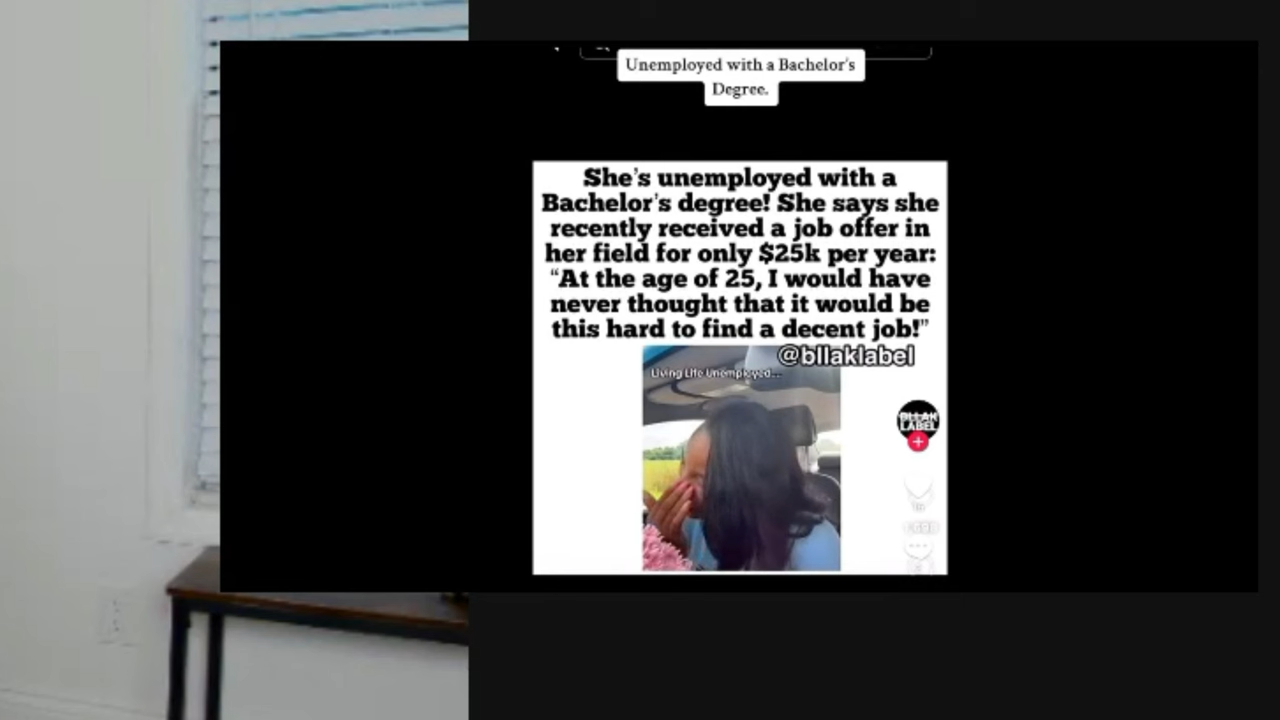 Unemployed with a Bachelor's
Degree.
She's unemployed with a
Bachelor's degree! She says she
recently received a job offer in
her field for only $25k per year:
“At the age of 25, I would have
never thought that it would be
this hard to find a decent job!”
@bllaklabel
Living Life Unemployed...
BLLAK
LABEL